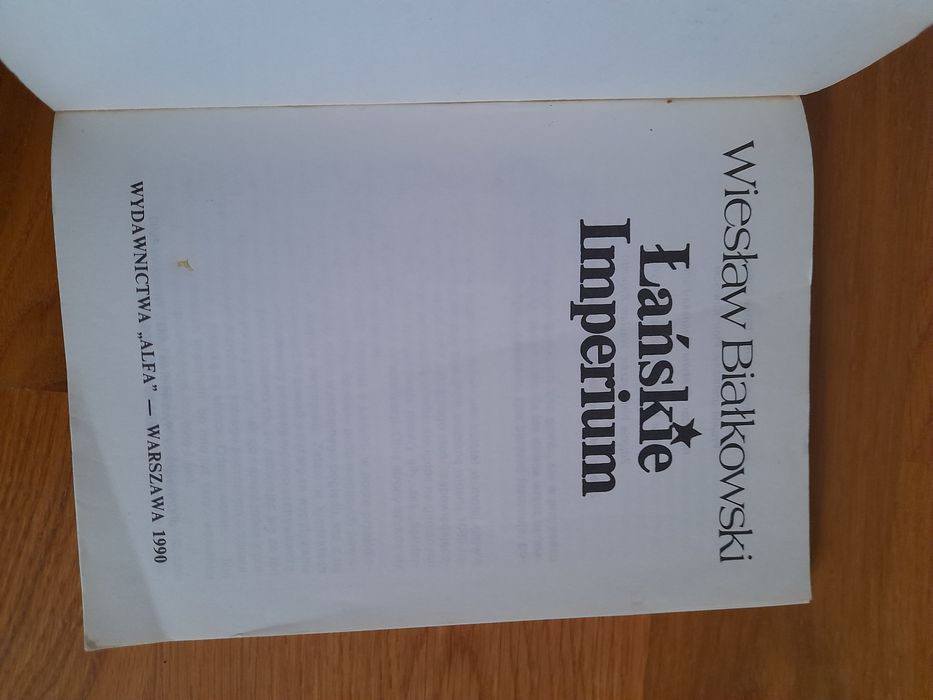 Wiesław Białkowski
Łańskie
Imperium
WYDAWNICTWA „ALFA” — WARSZAWA 1990